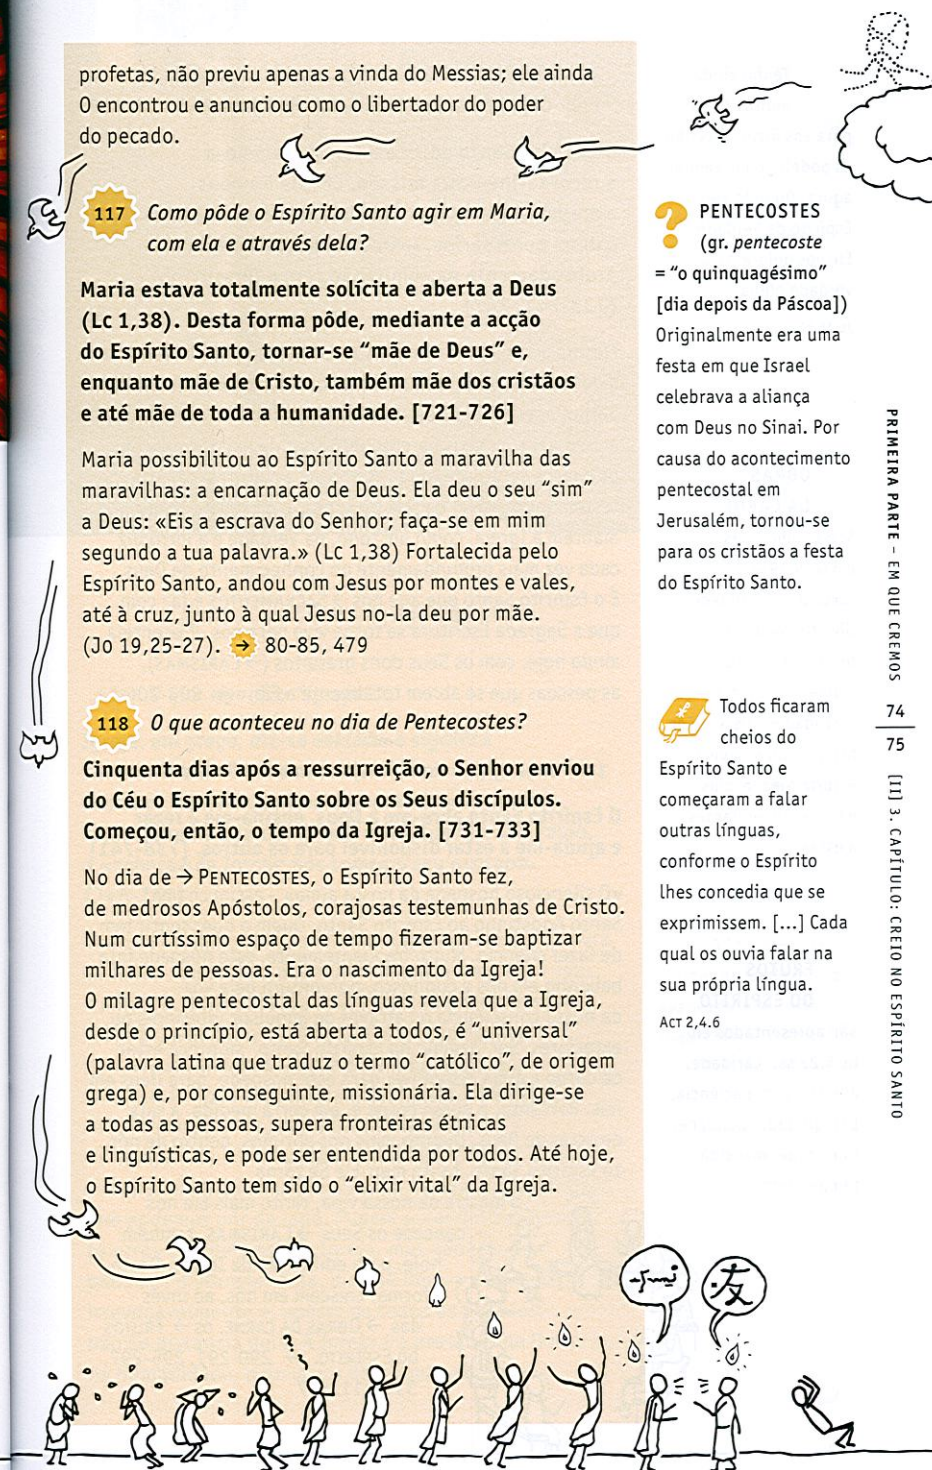 profetas, não previu apenas a vinda do Messias; ele ainda
O encontrou e anunciou como o libertador do poder
do pecado.
117 Como pôde o Espírito Santo agir em Maria,
com ela e através dela?
Maria estava totalmente solícita e aberta a Deus
(Lc 1,38). Desta forma pôde, mediante a acção
do Espírito Santo, tornar-se “mãe de Deus” e,
enquanto mãe de Cristo, também mãe dos cristãos
e até mãe de toda a humanidade. [721-726]
Maria possibilitou ao Espírito Santo a maravilha das
maravilhas: a encarnação de Deus. Ela deu o seu “sim”
a Deus: «Eis a escrava do Senhor; faça-se em mim
segundo a tua palavra.» (Lc 1,38) Fortalecida pelo
Espírito Santo, andou com Jesus por montes e vales,
até à cruz, junto à qual Jesus no-la deu por mãe.
(Jo 19,25-27). → 80-85, 479
118 O que aconteceu no dia de Pentecostes?
Cinquenta dias após a ressurreição, o Senhor enviou
do Céu o Espírito Santo sobre os Seus discípulos.
Começou, então, o tempo da Igreja. [731-733]
No dia de → PENTECOSTES, o Espírito Santo fez,
de medrosos Apóstolos, corajosas testemunhas de Cristo.
Num curtíssimo espaço de tempo fizeram-se baptizar
milhares de pessoas. Era o nascimento da Igreja!
O milagre pentecostal das línguas revela que a Igreja,
desde o princípio, está aberta a todos, é “universal”
(palavra latina que traduz o termo “católico”, de origem
grega) e, por conseguinte, missionária. Ela dirige-se
a todas as pessoas, supera fronteiras étnicas
e linguísticas, e pode ser entendida por todos. Até hoje,
o Espírito Santo tem sido o “elixir vital” da Igreja.
友
? PENTECOSTES
(gr. pentecoste
= “o quinquagésimo”
[dia depois da Páscoa])
Originalmente era uma
festa em que Israel
celebrava a aliança
com Deus no Sinai. Por
causa do acontecimento
pentecostal em
Jerusalém, tornou-se
para os cristãos a festa
do Espírito Santo.
Todos ficaram
cheios do
Espírito Santo e
começaram a falar
outras línguas,
conforme o Espírito
lhes concedia que se
exprimissem. [...] Cada
qual os ouvia falar na
sua própria língua.
ACT 2,4.6
PRIMEIRA PARTE – EM QUE CREMOS
74
75
[II] 3. CAPÍTULO: CREIO NO ESPÍRITO SANTO